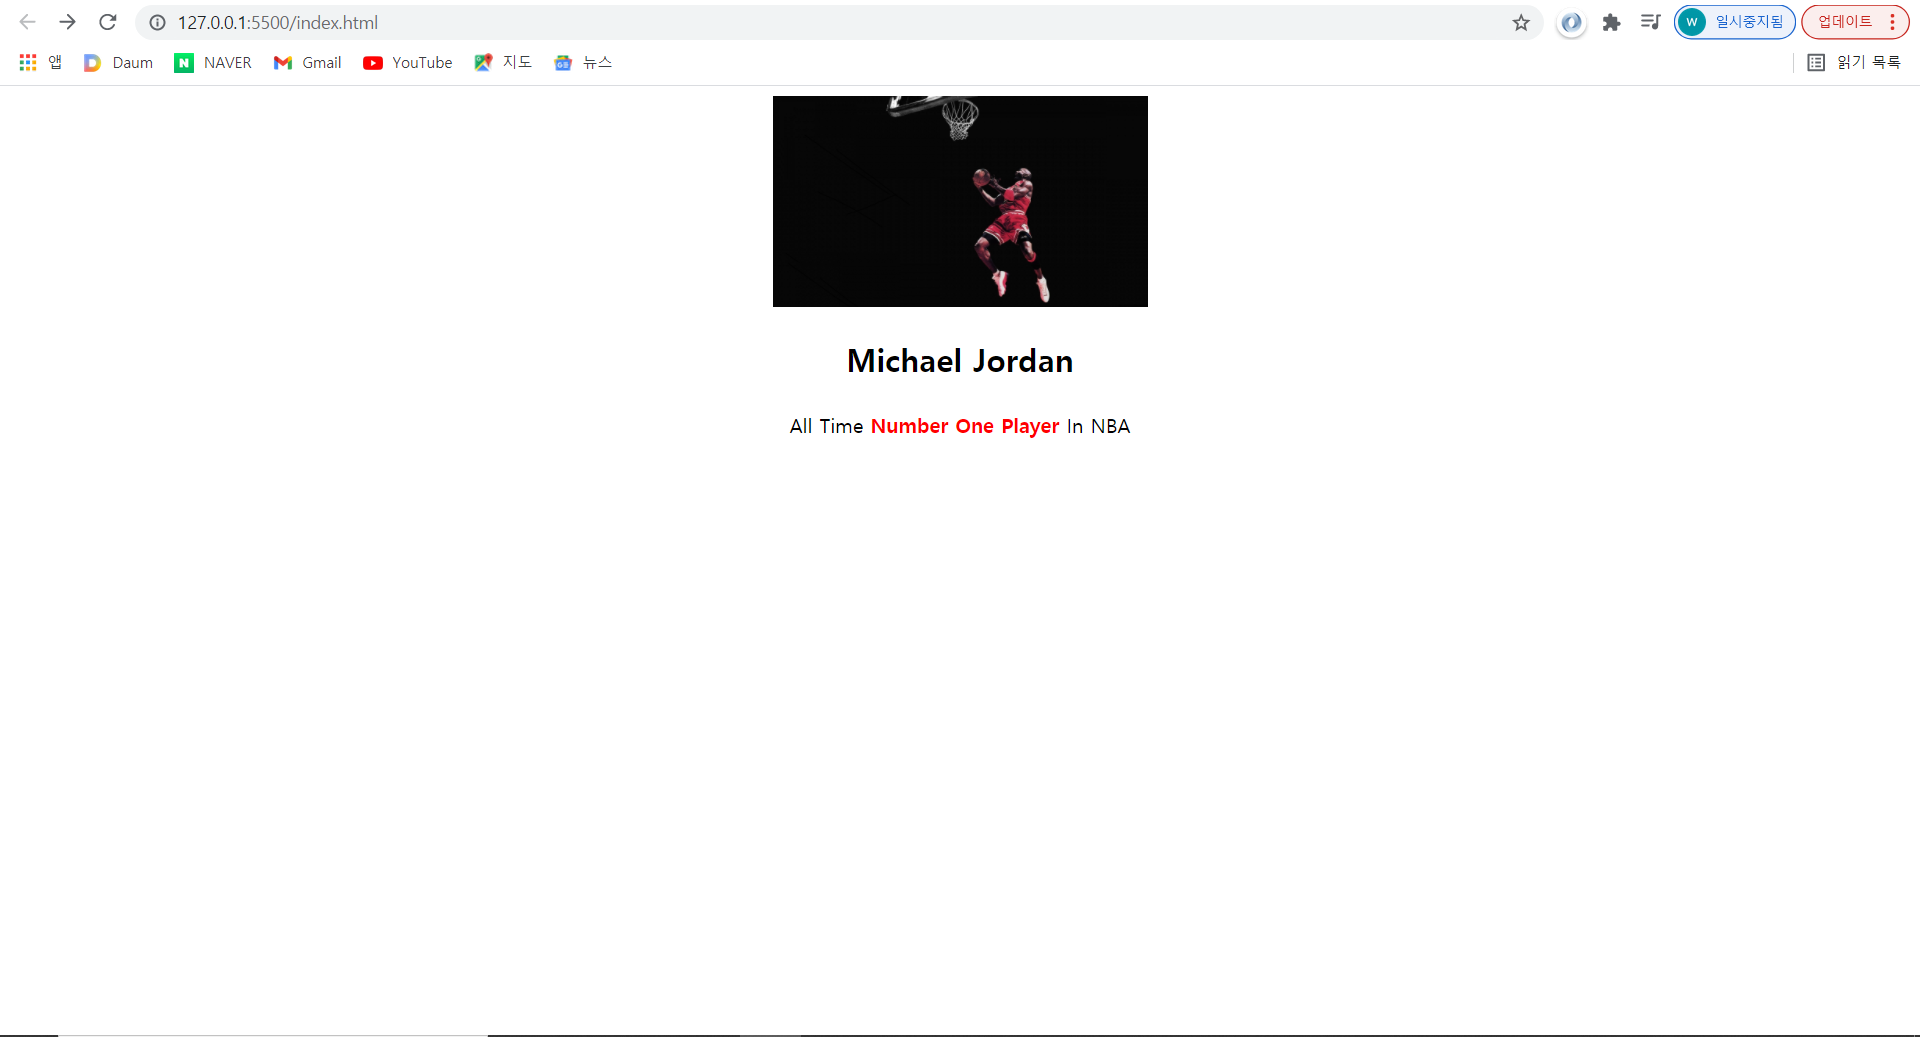 127.0.0.1:5500/index.html
W 일시중지됨 업데이트
앱 Daum N NAVER Gmail YouTube 지도 GE 뉴스 읽기 목록
Michael Jordan
All Time Number One Player In NBA